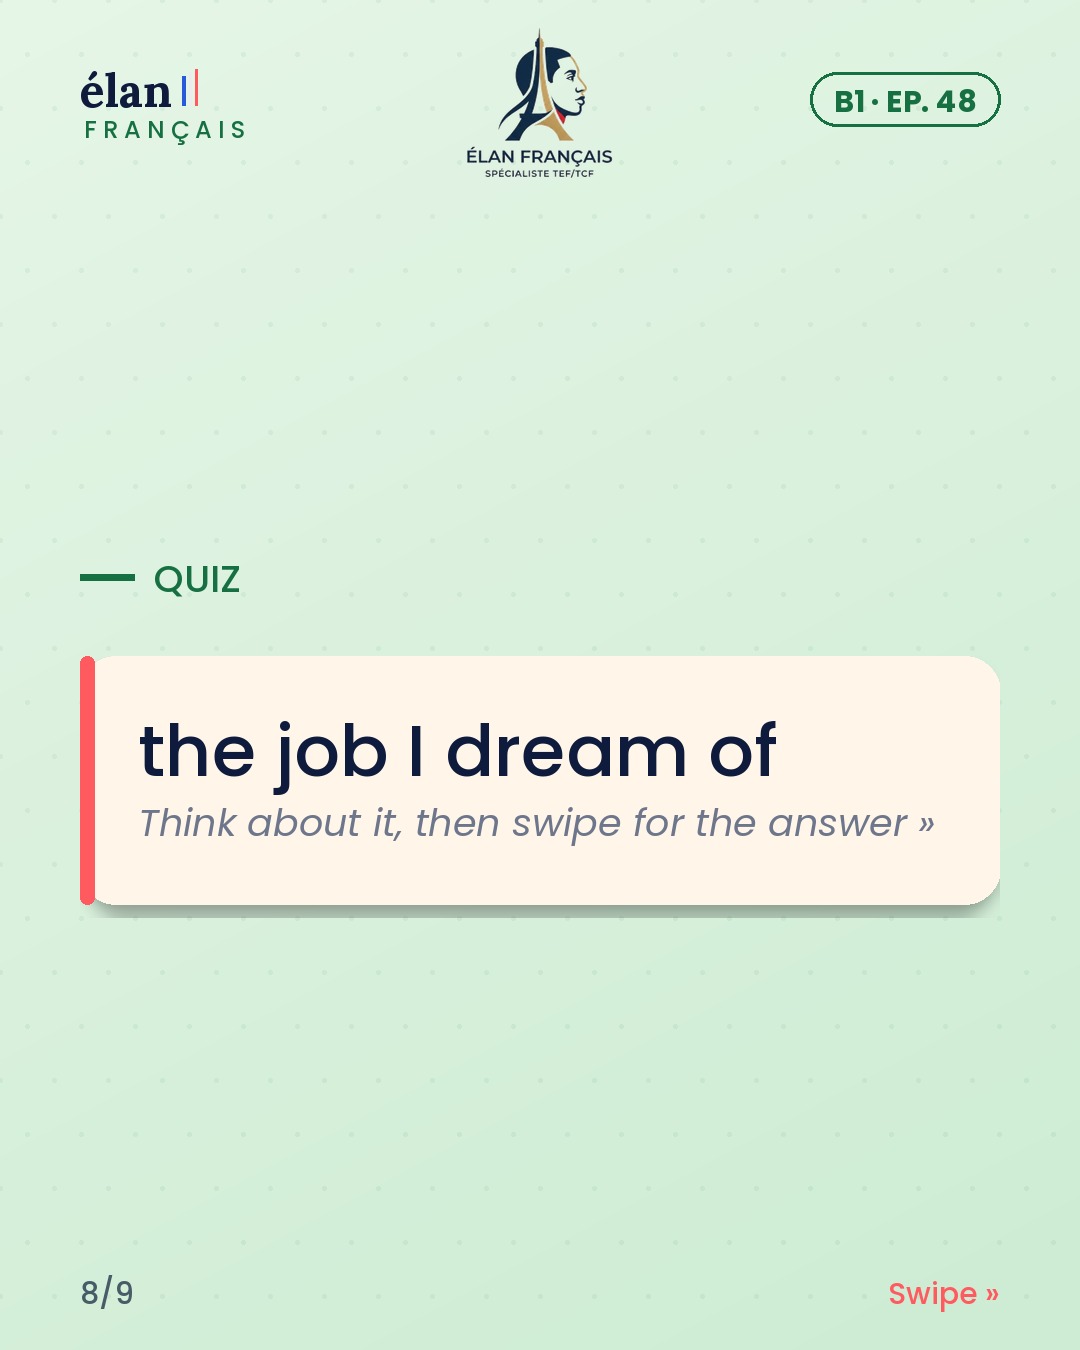 élan
FRANÇAIS
ÉLAN FRANÇAIS
SPÉCIALISTE TEF/TCF
B1 · EP. 48
QUIZ
the job I dream of
Think about it, then swipe for the answer »
8/9
Swipe »